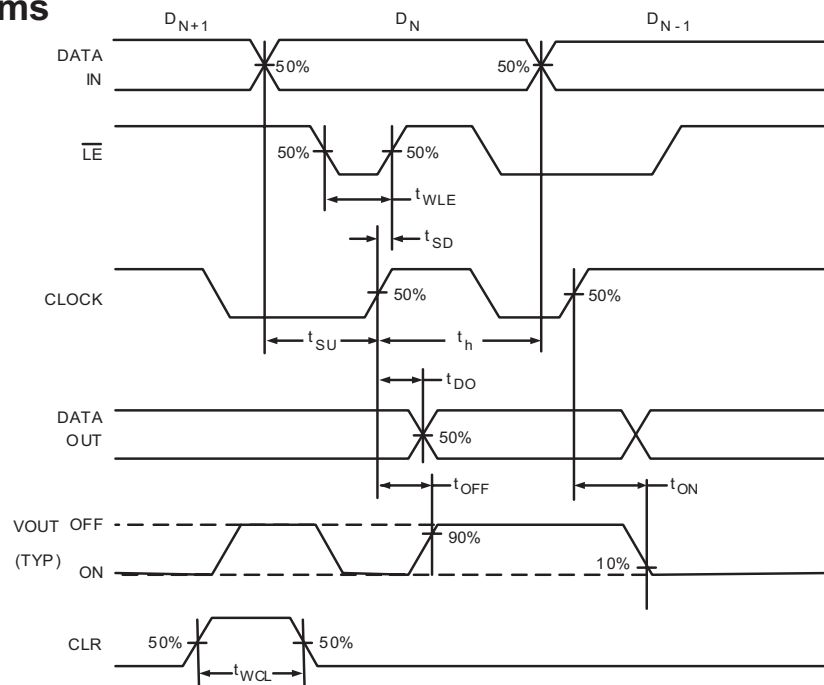 ms
D N+1 D N D N-1
DATA IN 50% 50%
LE 50% 50%
t WLE
t SD
CLOCK 50% 50%
t SU t h
t DO
DATA OUT 50%
t OFF t ON
VOUT OFF 90%
(TYP) ON 10%
CLR 50% 50%
t WCL